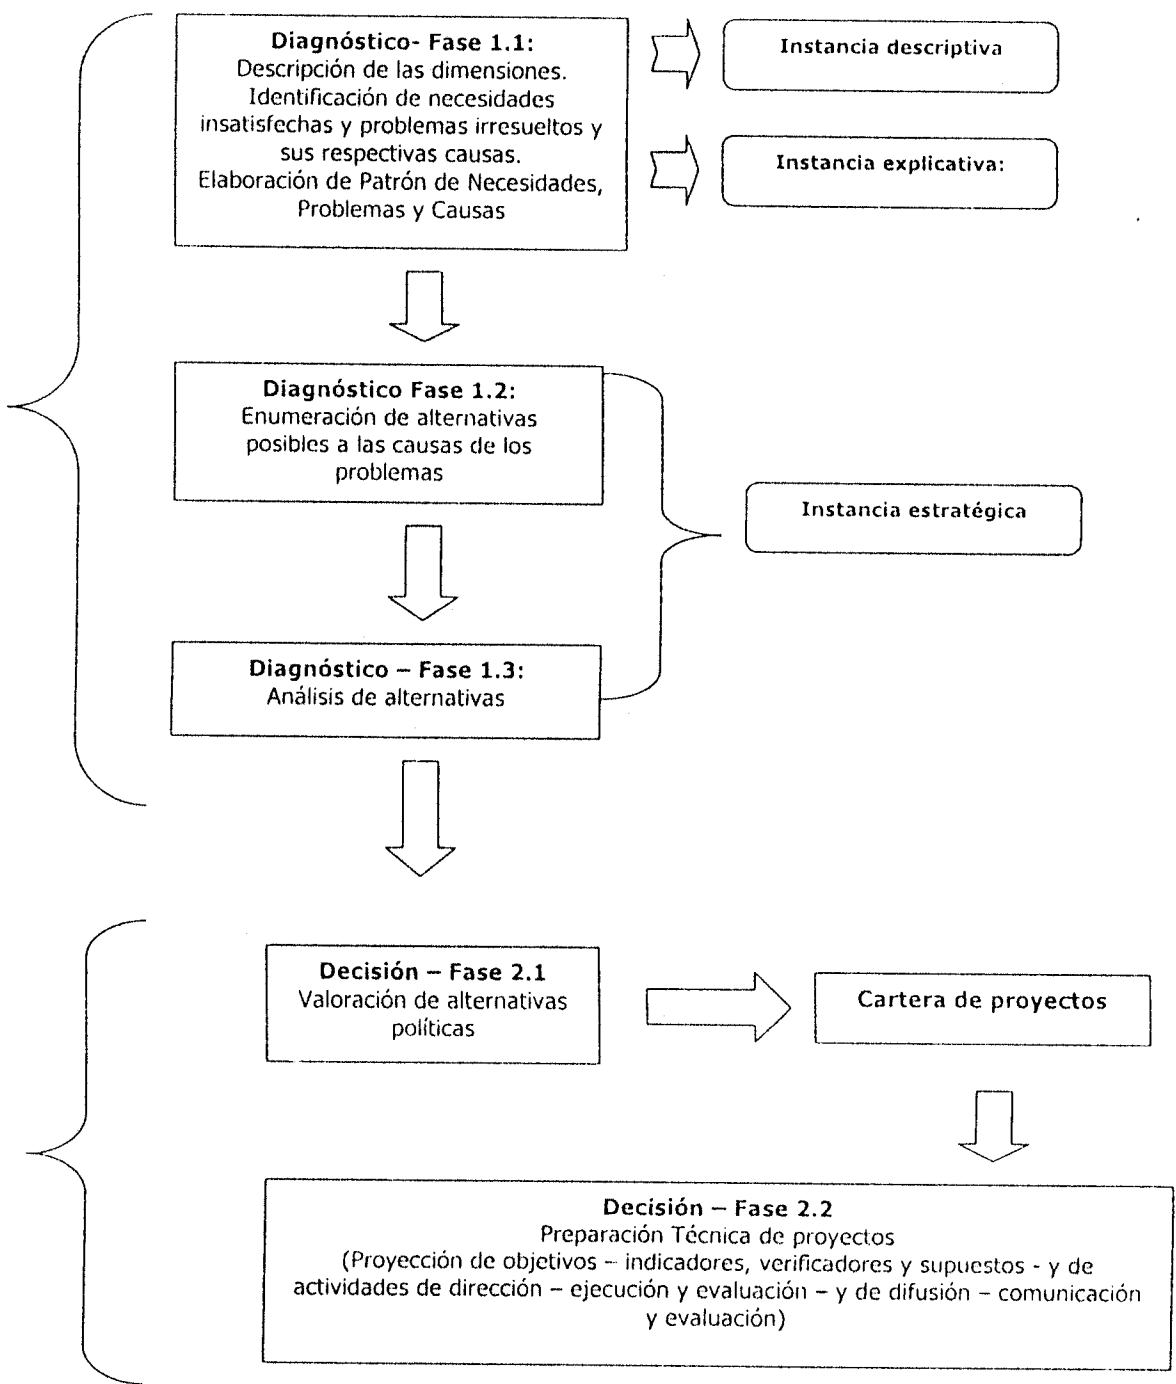 Diagnóstico- Fase 1.1:
Descripción de las dimensiones.
Identificación de necesidades
insatisfechas y problemas irresueltos y
sus respectivas causas.
Elaboración de Patrón de Necesidades,
Problemas y Causas
Instancia descriptiva
Instancia explicativa:
Diagnóstico Fase 1.2:
Enumeración de alternativas
posibles a las causas de los
problemas
Instancia estratégica
Diagnóstico – Fase 1.3:
Análisis de alternativas
Decisión – Fase 2.1
Valoración de alternativas
políticas
Cartera de proyectos
Decisión – Fase 2.2
Preparación Técnica de proyectos
(Proyección de objetivos – indicadores, verificadores y supuestos - y de
actividades de dirección – ejecución y evaluación – y de difusión – comunicación
y evaluación)